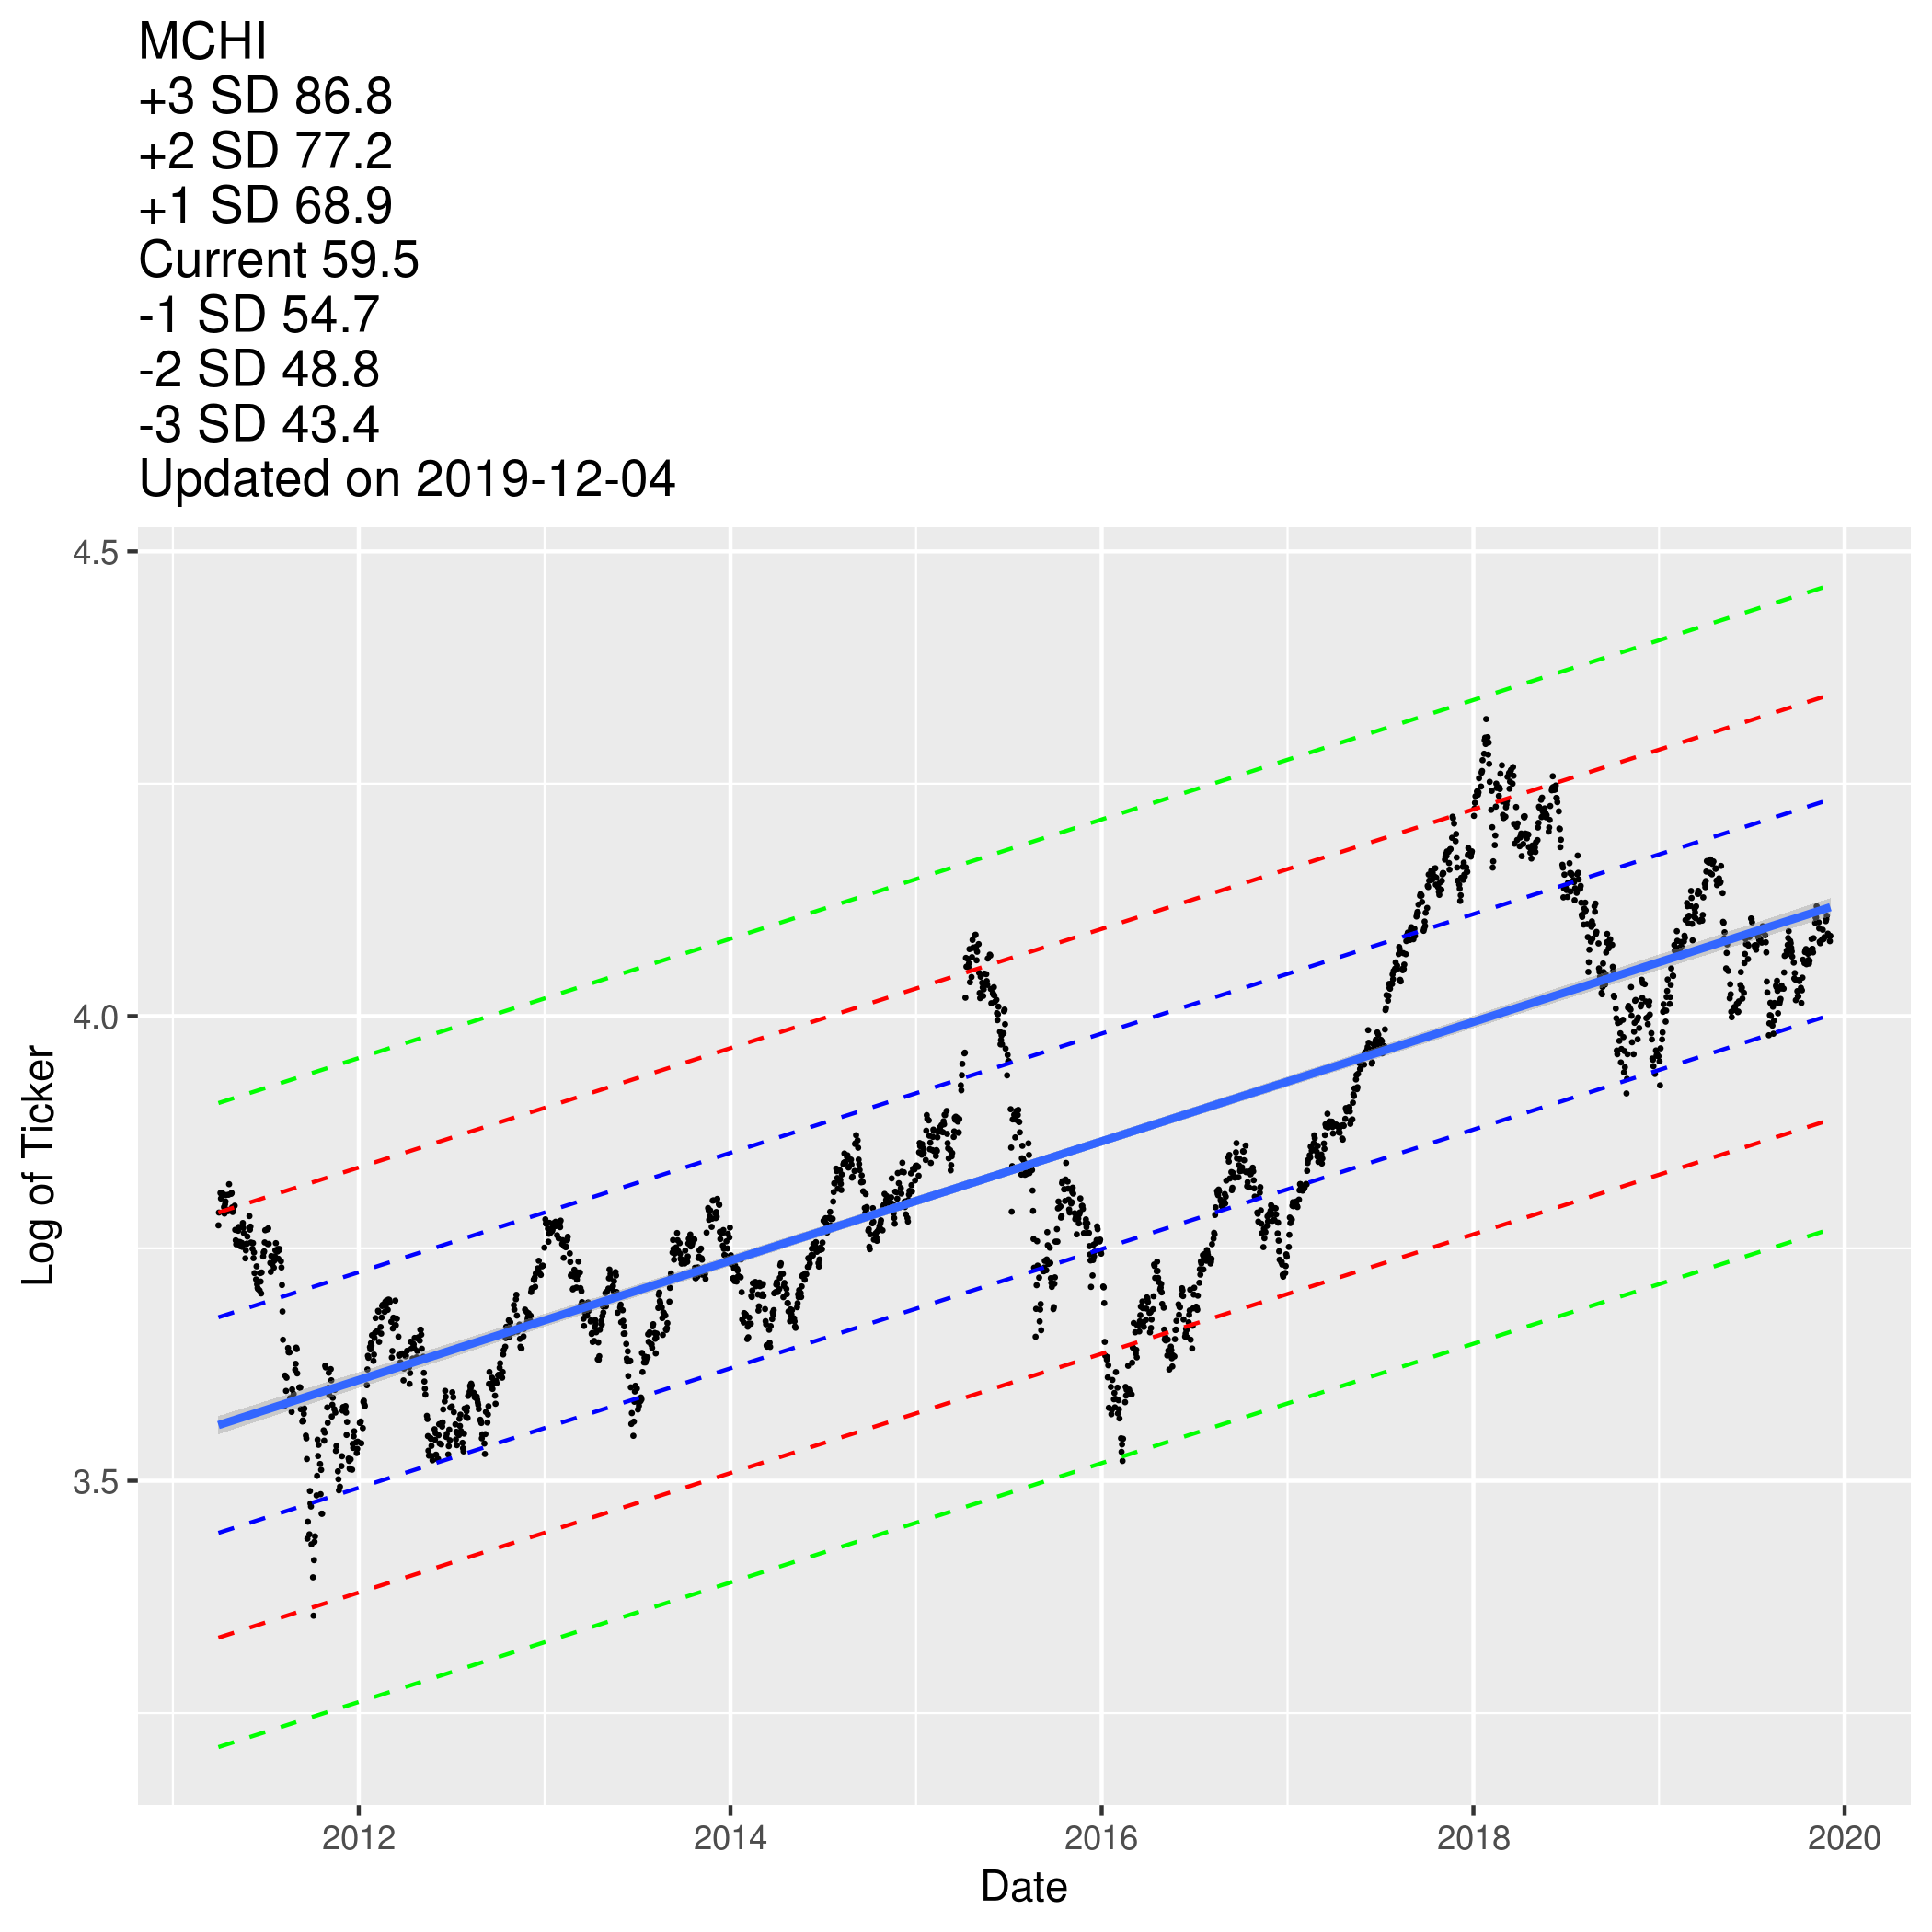 MCHI
+3 SD 86.8
+2 SD 77.2
+1 SD 68.9
Current 59.5
-1 SD 54.7
-2 SD 48.8
-3 SD 43.4
Updated on 2019-12-04
4.5
4.0
3.5
Log of Ticker
2012 2014 2016 2018 2020
Date